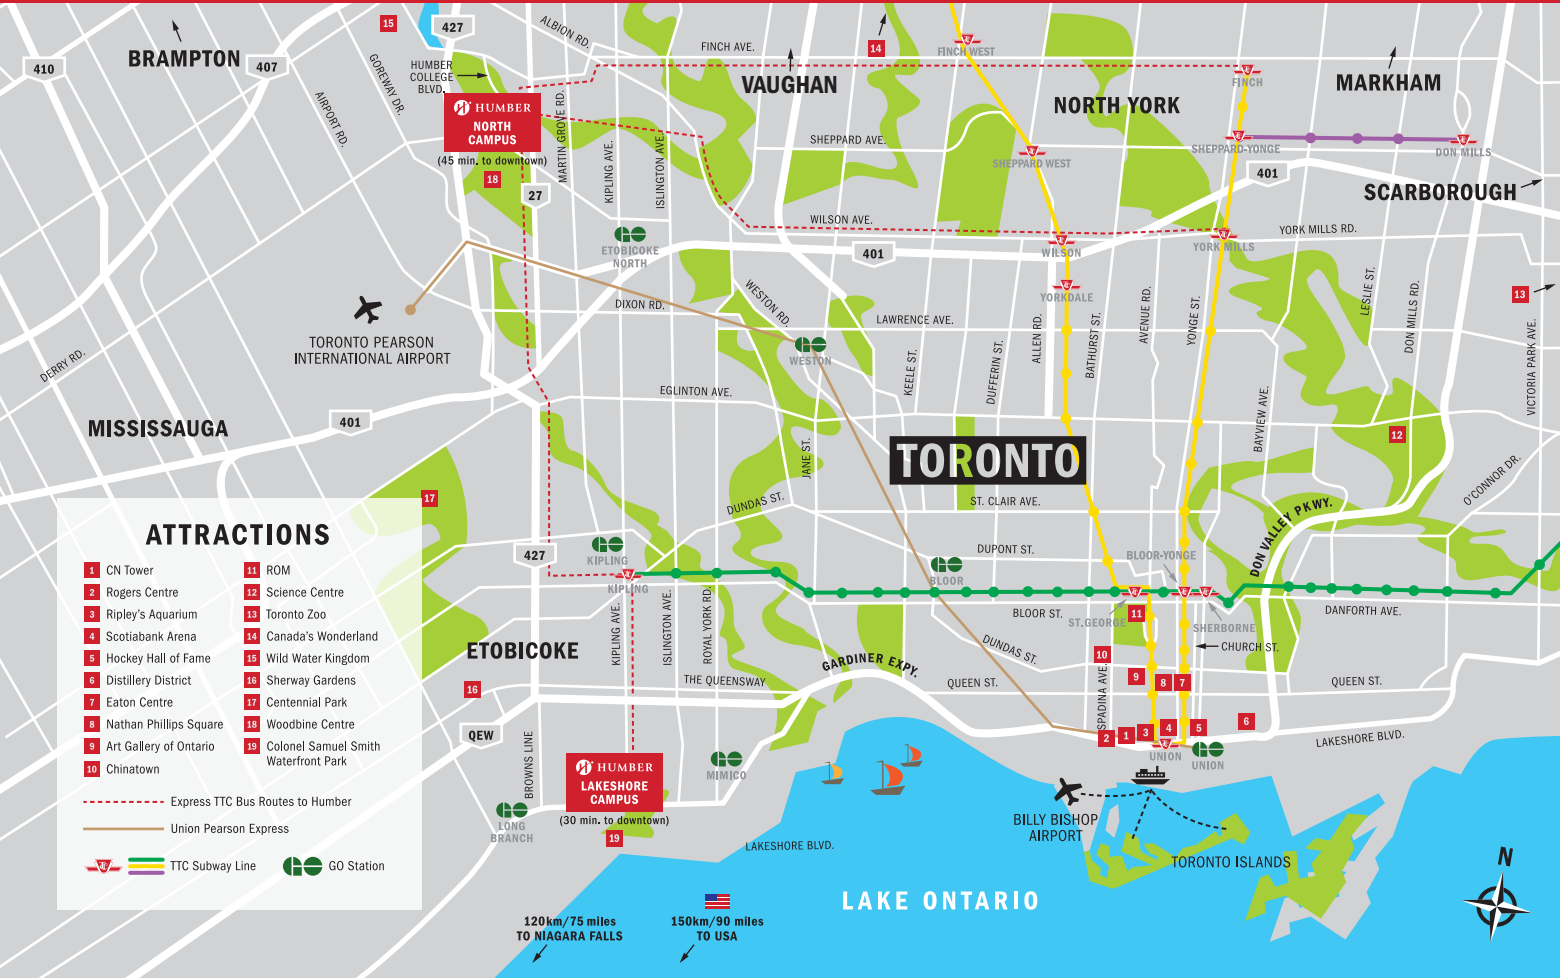 15
427
ALBION RD.
FINCH AVE.
14
FINCH WEST
BRAMPTON
410
407
GOREWAY DR.
HUMBER
COLLEGE
BLVD.
VAUGHAN
FINCH
MARKHAM
NORTH YORK
AIRPORT RD.
HUMBER
NORTH
CAMPUS
(45 min. to downtown)
MARTIN GROVE RD.
KIPLING AVE.
ISLINGTON AVE.
SHEPPARD AVE.
SHEPPARD WEST
SHEPPARD-YONGE
DON MILLS
18
27
401
SCARBOROUGH
WILSON AVE.
ETOBICOKE
NORTH
401
WILSON
YORK MILLS
YORK MILLS RD.
YORKDALE
13
DIXON RD.
WESTON RD.
LAWRENCE AVE.
WESTON
KEELE ST.
DUFFERIN ST.
ALLEN RD.
BATHURST ST.
AVENUE RD.
YONGE ST.
LESLIE ST.
DON MILLS RD.
VICTORIA PARK AVE.
TORONTO PEARSON
INTERNATIONAL AIRPORT
DERRY RD.
EGLINTON AVE.
MISSISSAUGA
401
JANE ST.
TORONTO
BAYVIEW AVE.
12
O'CONNOR DR.
17
DUNDAS ST.
ST. CLAIR AVE.
DON VALLEY PKWY.
427
KIPLING
KIPLING
DUPONT ST.
BLOOR
BLOOR-YONGE
BLOOR ST.
ST.GEORGE
11
SHERBORNE
DANFORTH AVE.
ETOBICOKE
KIPLING AVE.
ISLINGTON AVE.
ROYAL YORK RD.
DUNDAS ST.
CHURCH ST.
10
GARDINER EXPY.
THE QUEENSWAY
QUEEN ST.
SPADINA AVE.
9
8
7
QUEEN ST.
16
QEW
2
1
3
4
5
6
UNION
UNION
LAKESHORE BLVD.
BROWNS LINE
HUMBER
LAKESHORE
CAMPUS
(30 min. to downtown)
MIMICO
LONG
BRANCH
19
LAKESHORE BLVD.
BILLY BISHOP
AIRPORT
TORONTO ISLANDS
LAKE ONTARIO
N
120km/75 miles
TO NIAGARA FALLS
150km/90 miles
TO USA
ATTRACTIONS
1 CN Tower
2 Rogers Centre
3 Ripley's Aquarium
4 Scotiabank Arena
5 Hockey Hall of Fame
6 Distillery District
7 Eaton Centre
8 Nathan Phillips Square
9 Art Gallery of Ontario
10 Chinatown
11 ROM
12 Science Centre
13 Toronto Zoo
14 Canada's Wonderland
15 Wild Water Kingdom
16 Sherway Gardens
17 Centennial Park
18 Woodbine Centre
19 Colonel Samuel Smith
Waterfront Park
Express TTC Bus Routes to Humber
Union Pearson Express
TTC Subway Line
GO Station